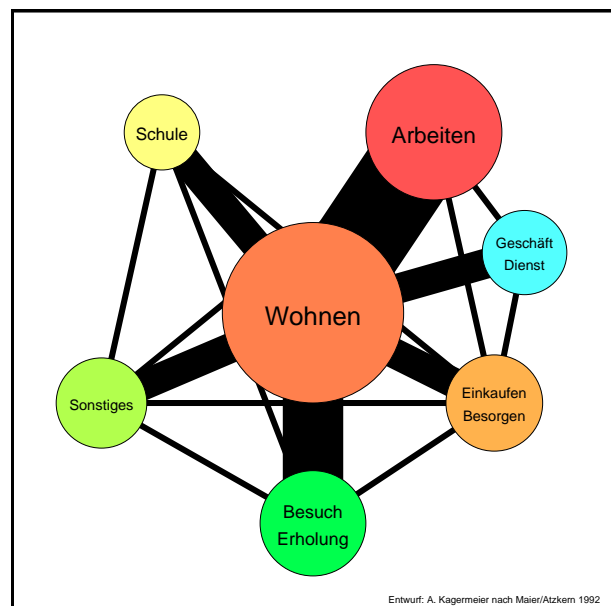 Schule
Arbeiten
Geschäft
Dienst
Wohnen
Sonstiges
Einkaufen
Besorgen
Besuch
Erholung
Entwurf: A. Kagermeier nach Maier/Atzkern 1992